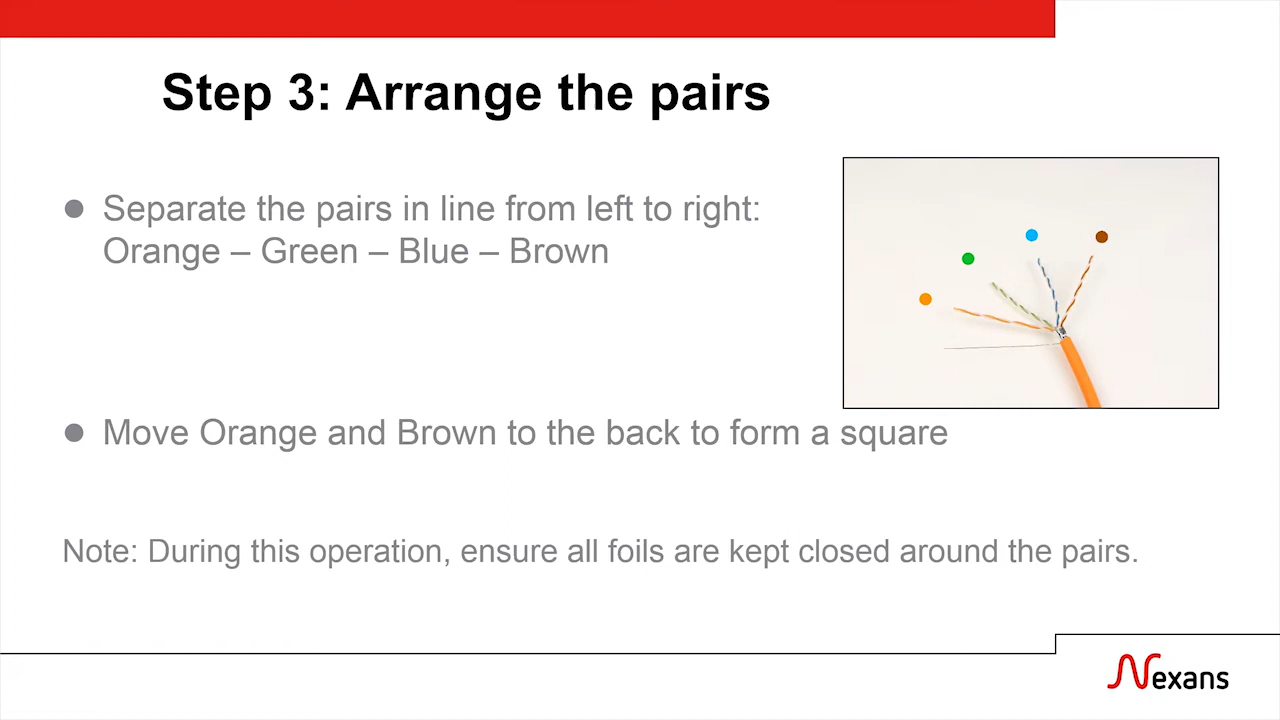 Step 3: Arrange the pairs
Separate the pairs in line from left to right:
Orange – Green – Blue – Brown
Move Orange and Brown to the back to form a square
Note: During this operation, ensure all foils are kept closed around the pairs.
Nexans